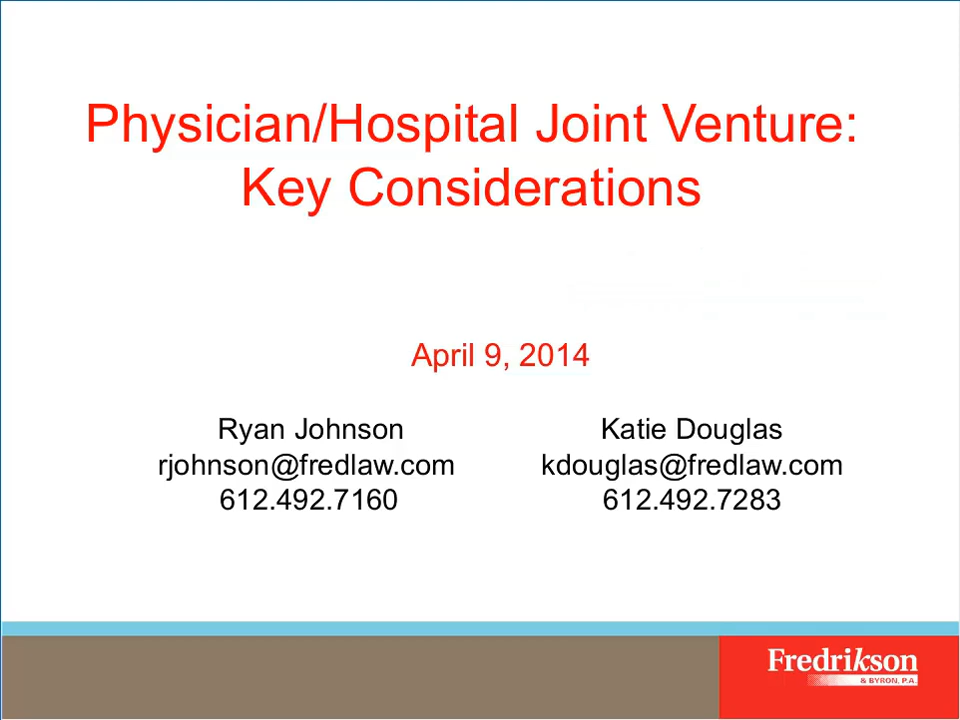 Physician/Hospital Joint Venture:
Key Considerations
April 9, 2014
Ryan Johnson
rjohnson@fredlaw.com
612.492.7160
Katie Douglas
kdouglas@fredlaw.com
612.492.7283
Fredrikson
& BYRON, P.A.